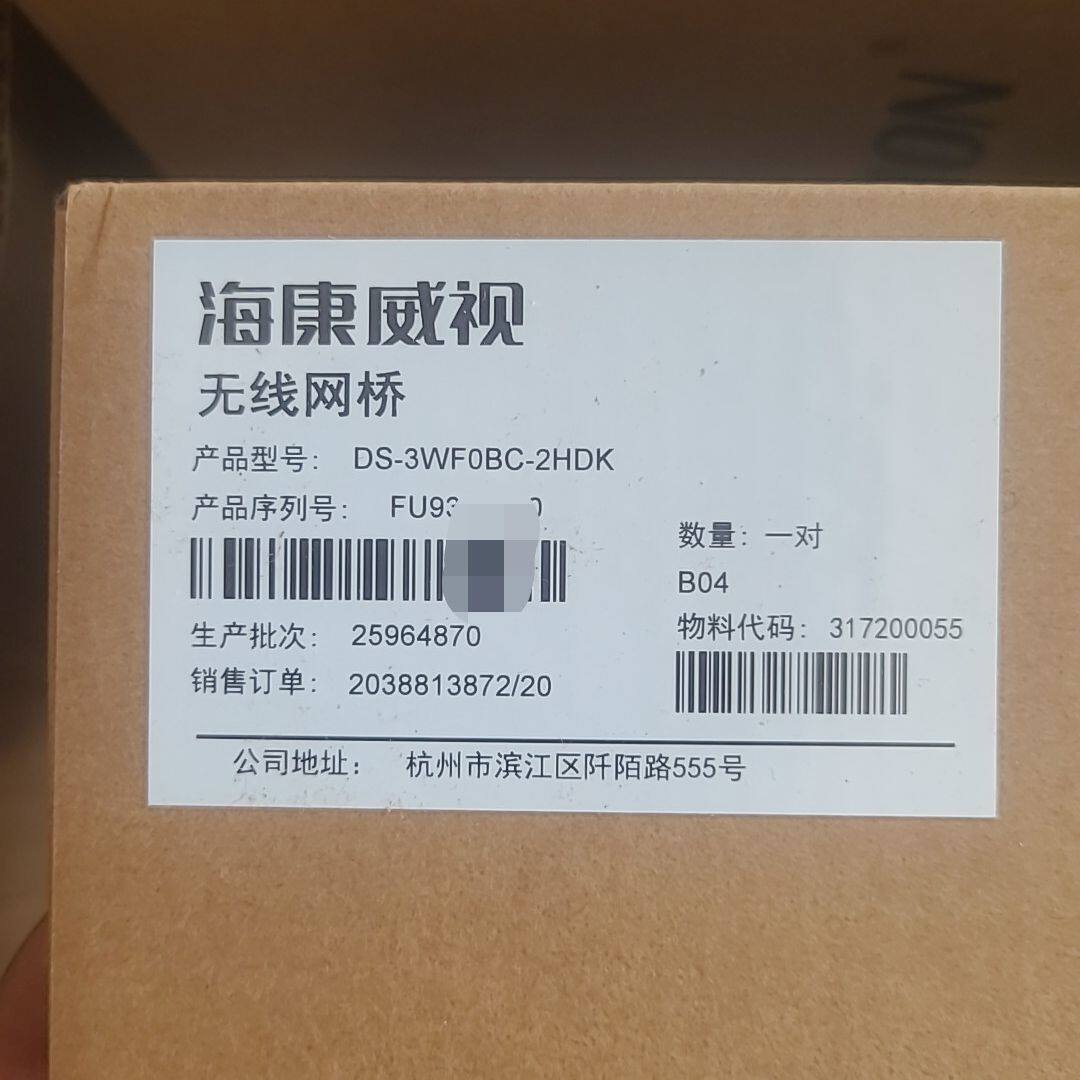 海康威视
无线网桥
产品型号： DS-3WF0BC-2HDK
产品序列号： FU93 0
数量：一对
B04
生产批次： 25964870
物料代码： 317200055
销售订单： 2038813872/20
公司地址： 杭州市滨江区阡陌路555号
ON